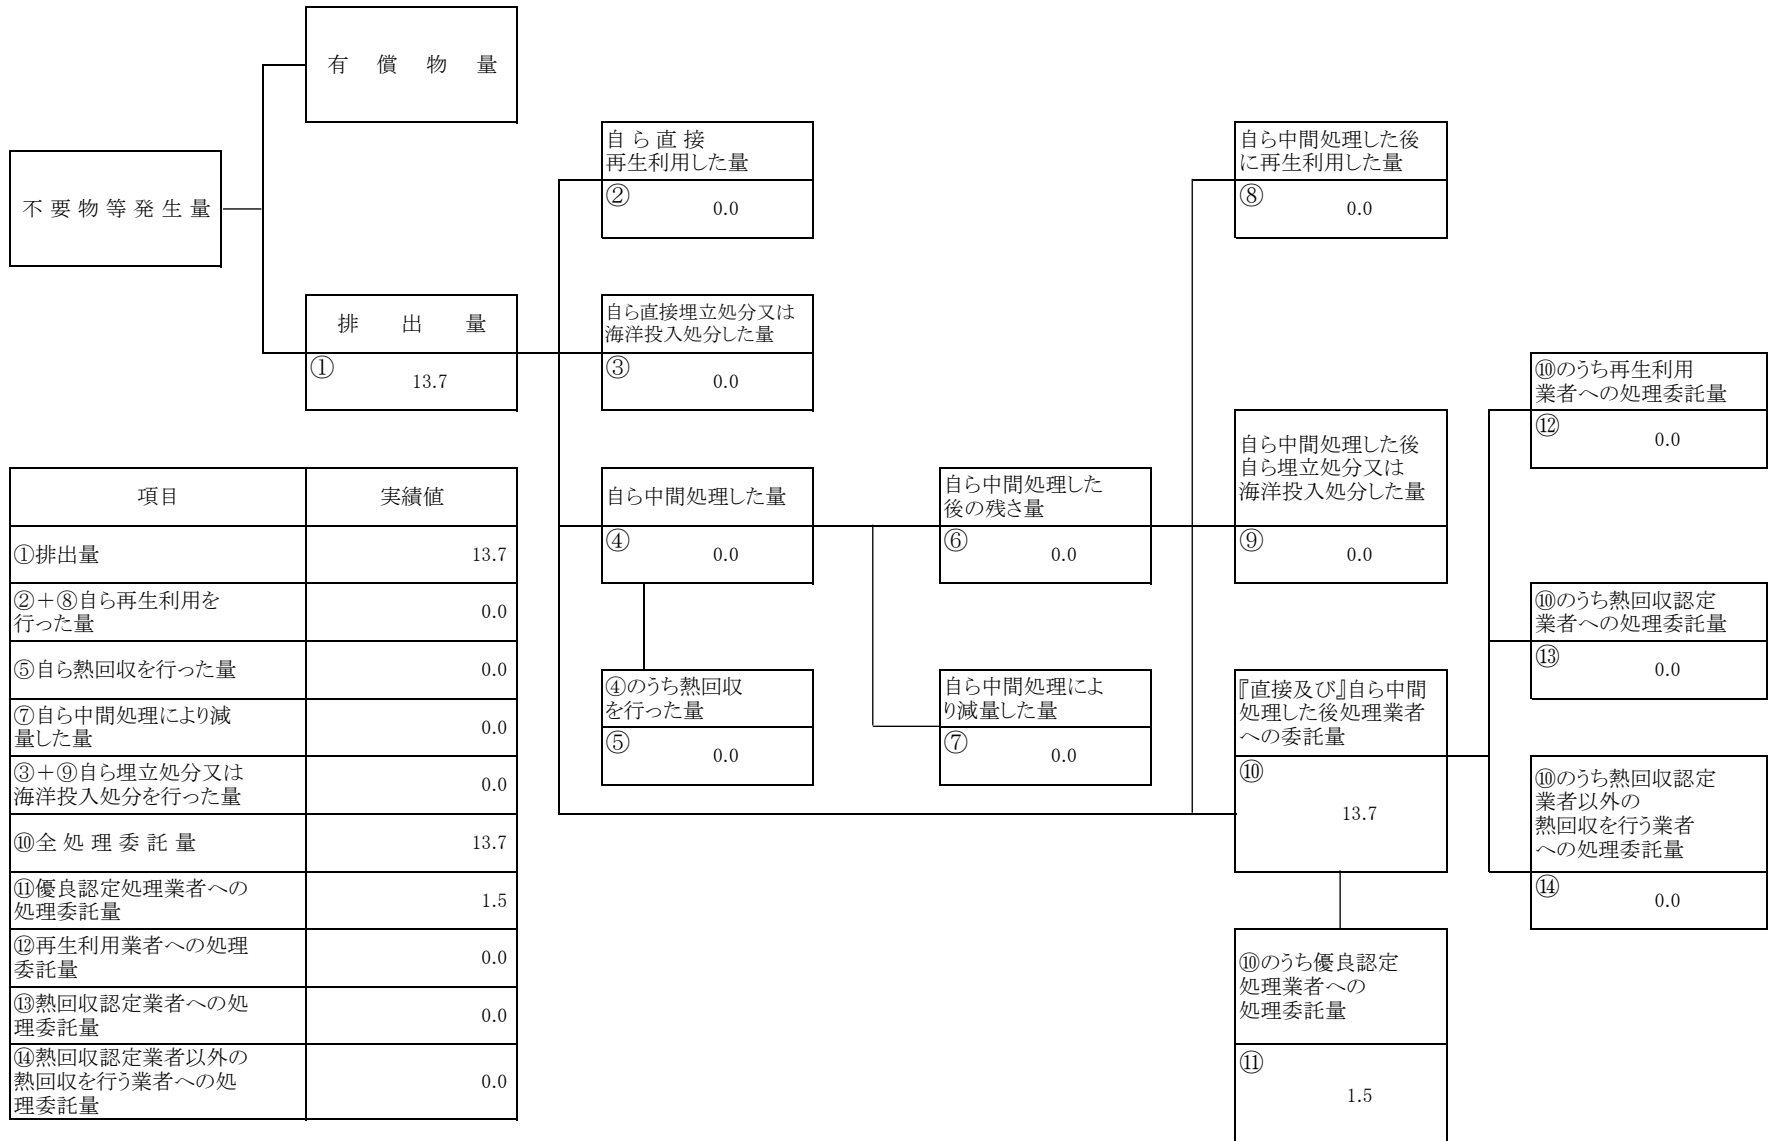 有 償 物 量
不 要 物 等 発 生 量
排 出 量
①
13.7
自 ら 直 接
再生利用した量
②
0.0
自ら直接埋立処分又は
海洋投入処分した量
③
0.0
自ら中間処理した量
④
0.0
④のうち熱回収
を行った量
⑤
0.0
自ら中間処理した
後の残さ量
⑥
0.0
自ら中間処理によ
り減量した量
⑦
0.0
自ら中間処理した後
に再生利用した量
⑧
0.0
自ら中間処理した後
自ら埋立処分又は
海洋投入処分した量
⑨
0.0
『直接及び』自ら中間
処理した後処理業者
への委託量
⑩
13.7
⑩のうち優良認定
処理業者への
処理委託量
⑪
1.5
⑩のうち再生利用
業者への処理委託量
⑫
0.0
⑩のうち熱回収認定
業者への処理委託量
⑬
0.0
⑩のうち熱回収認定
業者以外の
熱回収を行う業者
への処理委託量
⑭
0.0
項目 実績値
①排出量 13.7
②＋⑧自ら再生利用を
行った量 0.0
⑤自ら熱回収を行った量 0.0
⑦自ら中間処理により減
量した量 0.0
③＋⑨自ら埋立処分又は
海洋投入処分を行った量 0.0
⑩全 処 理 委 託 量 13.7
⑪優良認定処理業者への
処理委託量 1.5
⑫再生利用業者への処理
委託量 0.0
⑬熱回収認定業者への処
理委託量 0.0
⑭熱回収認定業者以外の
熱回収を行う業者への処
理委託量 0.0